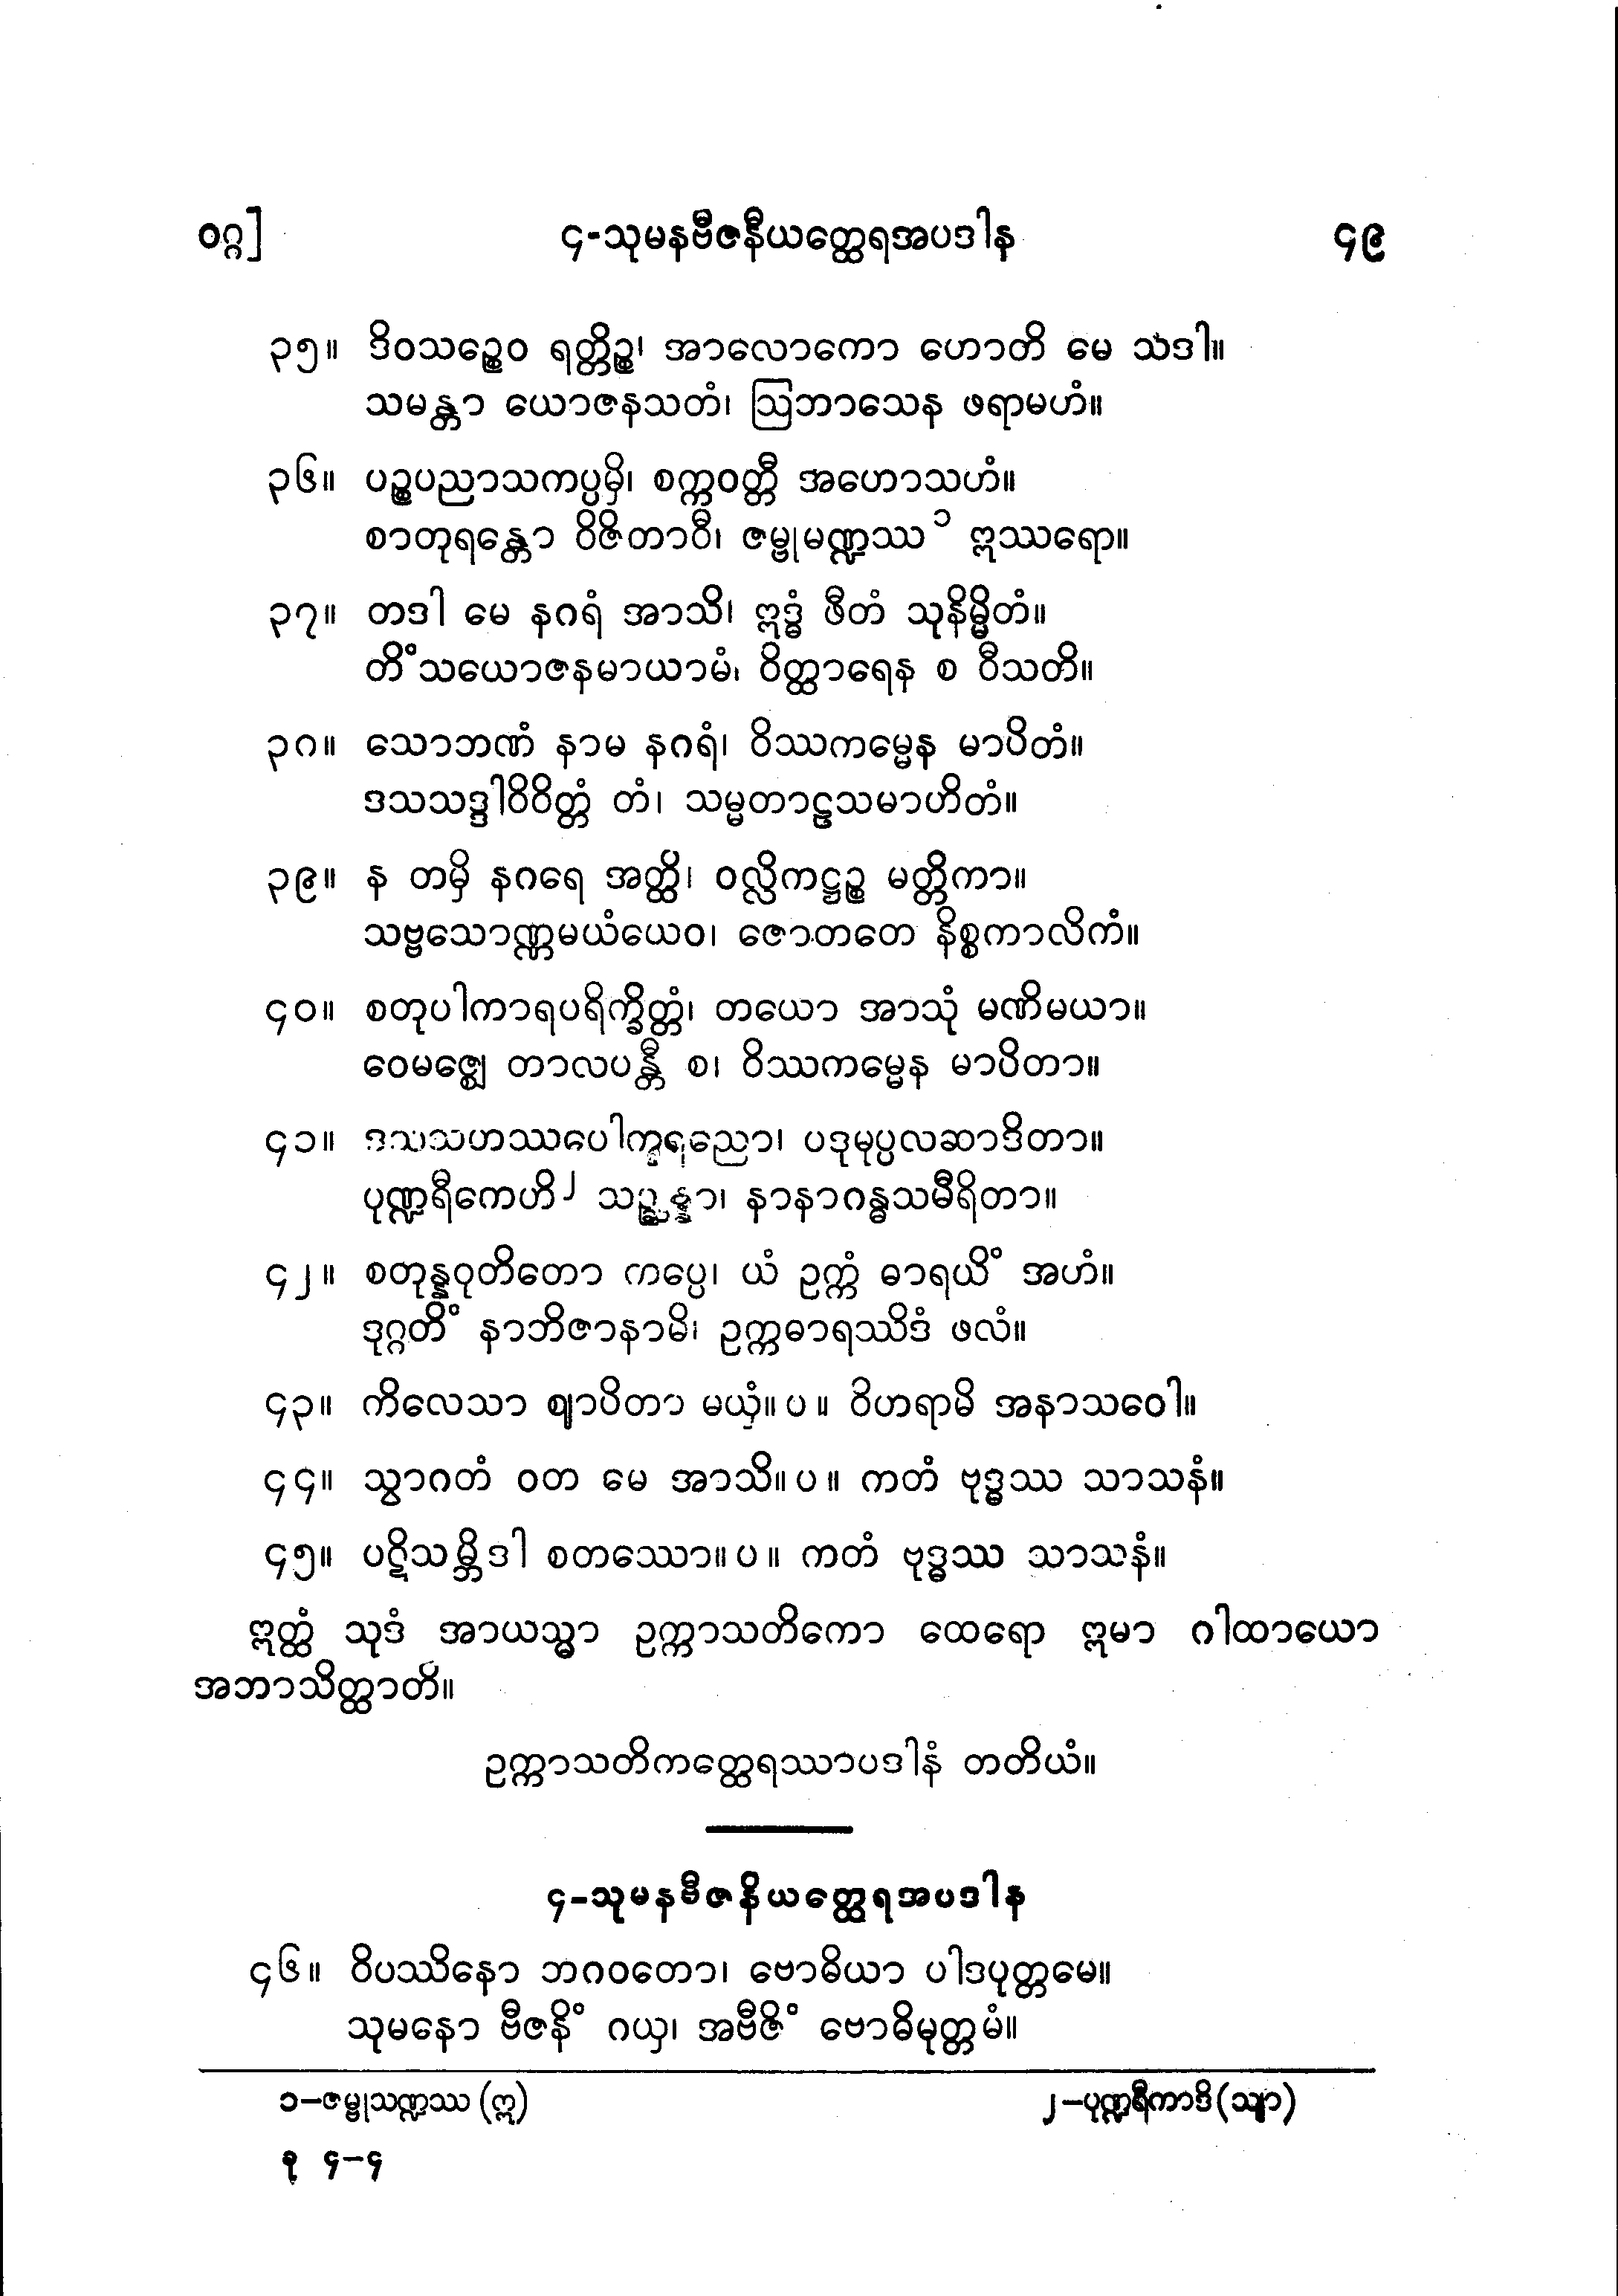 ဝဂ္ဂ] ၄-သုမနဗီဇနီယတ္ထေရအပဒါန ၄၉
၃၅။ ဒိဝသဉ္စေဝ ရတ္တိဉ္စ၊ အာလောကော ဟောတိ မေ သဒါ။
သမန္တာ ယောဇနသတံ၊ ဩဘာသေန ဖရာမဟံ။
၃၆။ ပဉ္စပညာသကပ္ပမှိ၊ စက္ကဝတ္တီ အဟောသဟံ။
စာတုရန္တော ဝိဇိတာဝီ၊ ဇမ္ဗုမဏ္ဍဿ ၁ ဣဿရော။
၃၇။ တဒါ မေ နဂရံ အာသိ၊ ဣဒ္ဓံ ဖီတံ သုနိမ္မိတံ။
တိံသယောဇနမာယာမံ၊ ဝိတ္ထာရေန စ ဝီသတိ။
၃၈။ သောဘဏံ နာမ နဂရံ၊ ဝိဿကမ္မေန မာပိတံ။
ဒသသဒ္ဒါဝိဝိတ္တံ တံ၊ သမ္မတာဠသမာဟိတံ။
၃၉။ န တမှိ နဂရေ အတ္ထိ၊ ဝလ္လိကဋ္ဌဉ္စ မတ္တိကာ။
သဗ္ဗသောဏ္ဏမယံယေဝ၊ ဇောတတေ နိစ္စကာလိကံ။
၄၀။ စတုပါကာရပရိက္ခိတ္တံ၊ တယော အာသုံ မဏိမယာ။
ဝေမဇ္ဈေ တာလပန္တီ စ၊ ဝိဿကမ္မေန မာပိတာ။
၄၁။ ဒသသဟဿပေါက္ခရညော၊ ပဒုမုပ္ပလဆာဒိတာ။
ပုဏ္ဍရီကေဟိ ၂ သဉ္ဆန္နာ၊ နာနာဂန္ဓသမီရိတာ။
၄၂။ စတုန္နဝုတိတော ကပ္ပေ၊ ယံ ဥက္ကံ ဓာရယိံ အဟံ။
ဒုဂ္ဂတိံ နာဘိဇာနာမိ၊ ဥက္ကဓာရဿိဒံ ဖလံ။
၄၃။ ကိလေသာ ဈာပိတာ မယှံ။ ပ ။ ဝိဟရာမိ အနာသဝေါ။
၄၄။ သွာဂတံ ဝတ မေ အာသိ။ ပ ။ ကတံ ဗုဒ္ဓဿ သာသနံ။
၄၅။ ပဋိသမ္ဘိဒါ စတဿော။ ပ ။ ကတံ ဗုဒ္ဓဿ သာသနံ။
ဣတ္ထံ သုဒံ အာယသ္မာ ဥက္ကာသတိကော ထေရော ဣမာ ဂါထာယော
အဘာသိတ္ထာတိ။
ဥက္ကာသတိကတ္ထေရဿာပဒါနံ တတိယံ။
၄-သုမနဗီဇနိယတ္ထေရအပဒါန
၄၆။ ဝိပဿိနော ဘဂဝတော၊ ဗောဓိယာ ပါဒပုတ္တမေ။
သုမနော ဗီဇနိံ ဂယှ၊ အဗီဇိံ ဗောဓိမုတ္တမံ။
၁-ဇမ္ဗုသဏ္ဍဿ (ဣ) ၂-ပုဏ္ဍရီကာဒိ (သျာ)
ခု ၄-၄